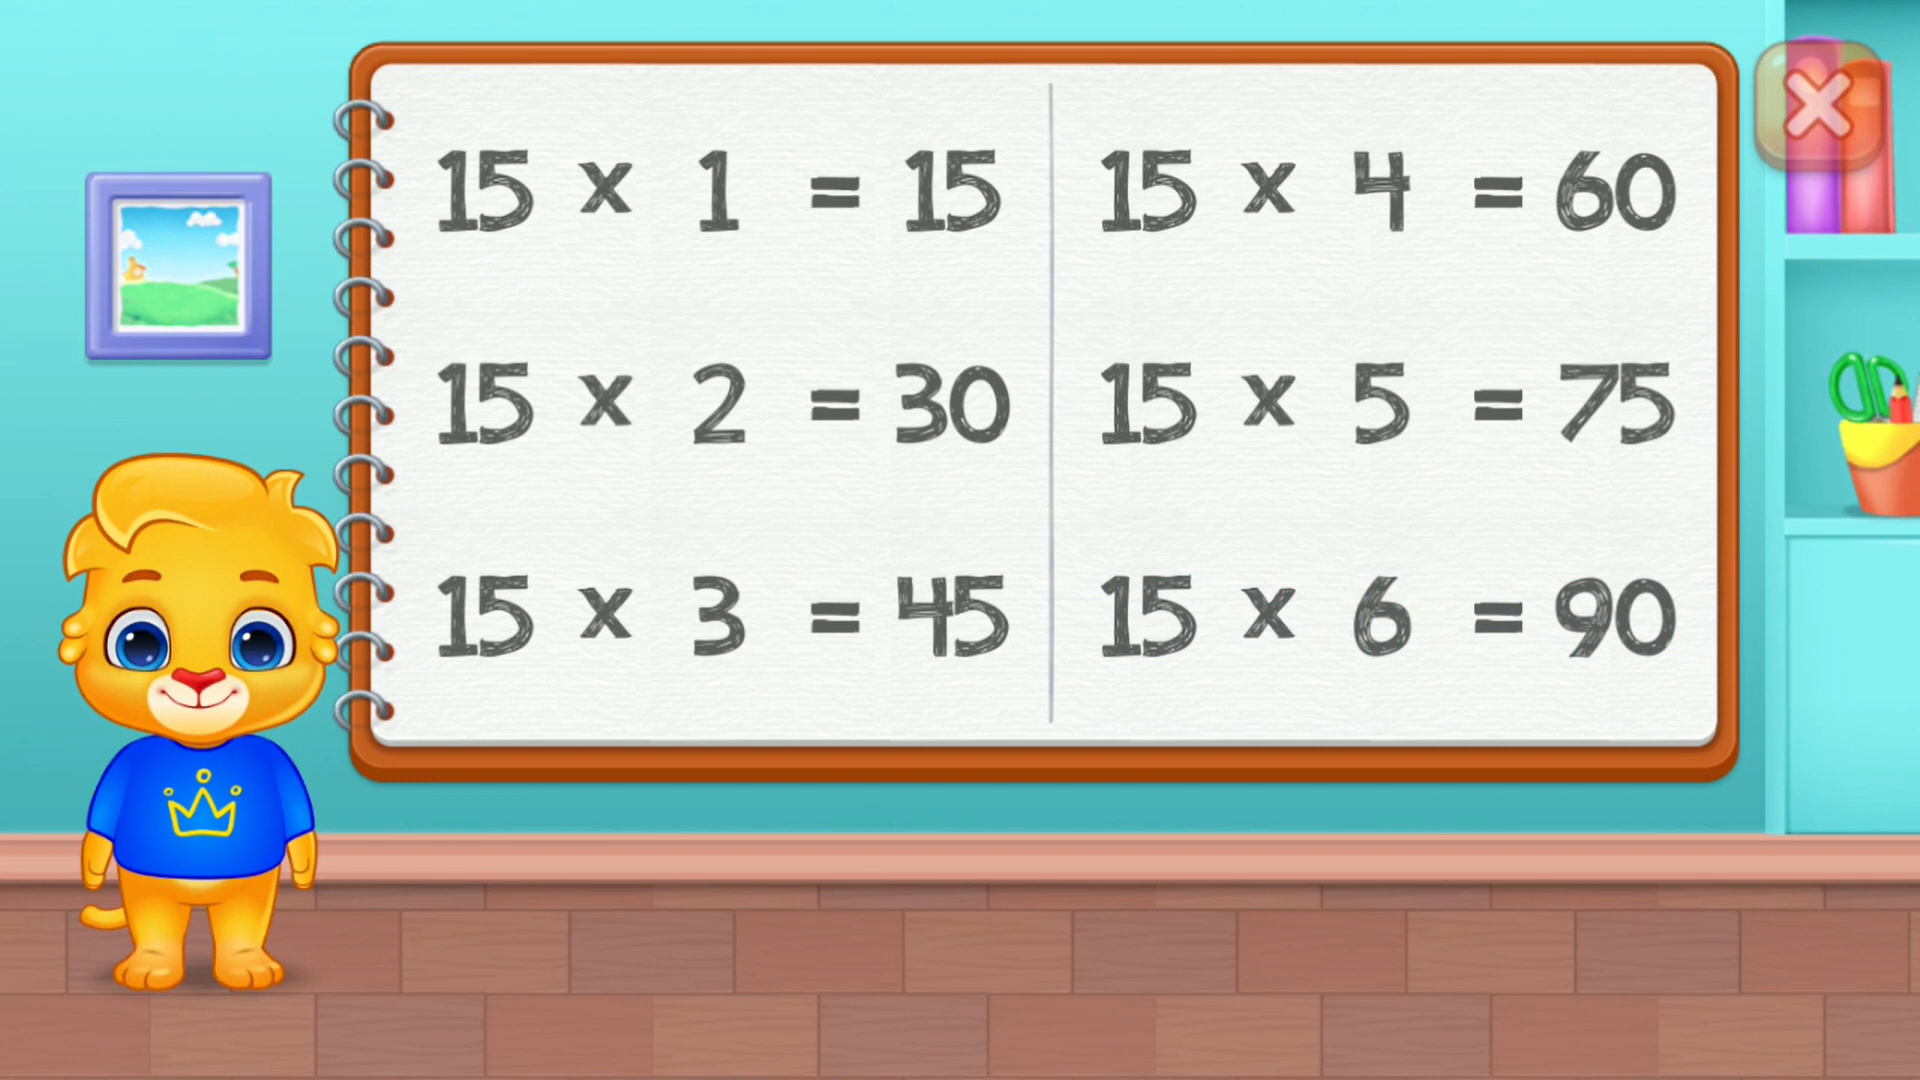 15 x 1 = 15
15 x 2 = 30
15 x 3 = 45
15 x 4 = 60
15 x 5 = 75
15 x 6 = 90